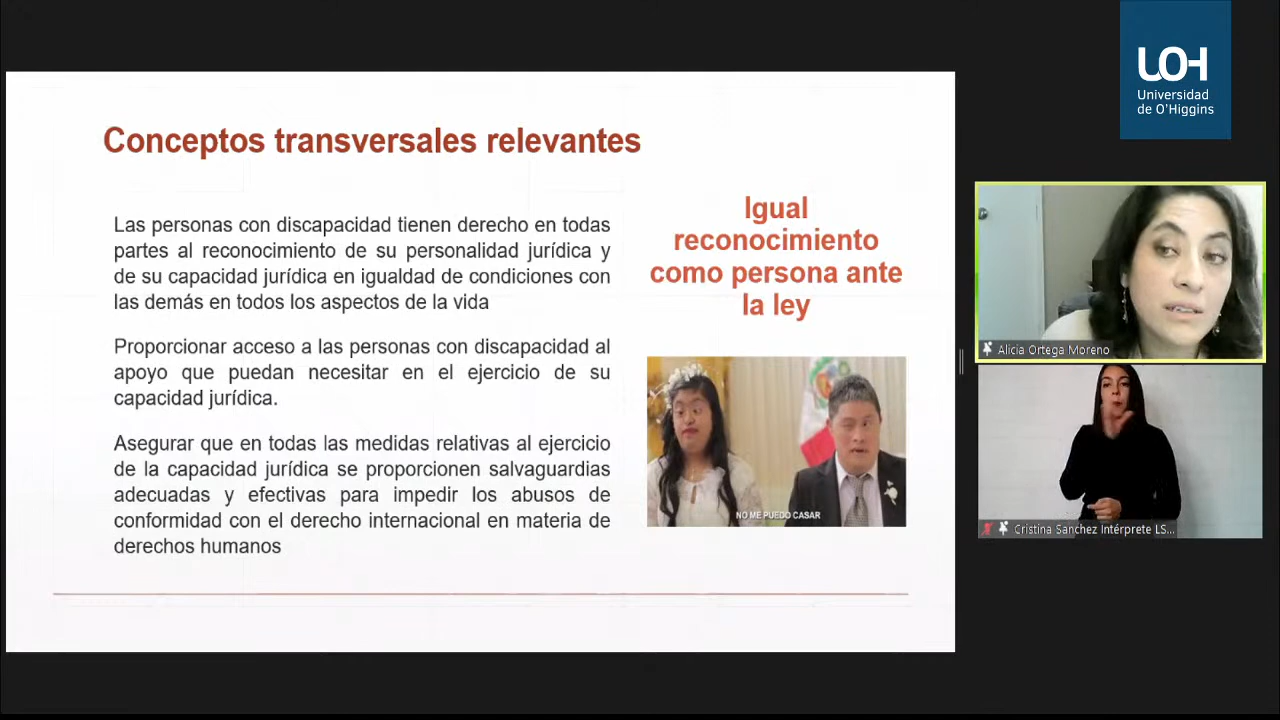 UOH
Universidad
de O'Higgins
Conceptos transversales relevantes
Las personas con discapacidad tienen derecho en todas
partes al reconocimiento de su personalidad jurídica y
de su capacidad jurídica en igualdad de condiciones con
las demás en todos los aspectos de la vida
Proporcionar acceso a las personas con discapacidad al
apoyo que puedan necesitar en el ejercicio de su
capacidad jurídica.
Asegurar que en todas las medidas relativas al ejercicio
de la capacidad jurídica se proporcionen salvaguardias
adecuadas y efectivas para impedir los abusos de
conformidad con el derecho internacional en materia de
derechos humanos
Igual
reconocimiento
como persona ante
la ley
NO ME PUEDO CASAR
Alicia Ortega Moreno
Cristina Sanchez Intérprete LS...